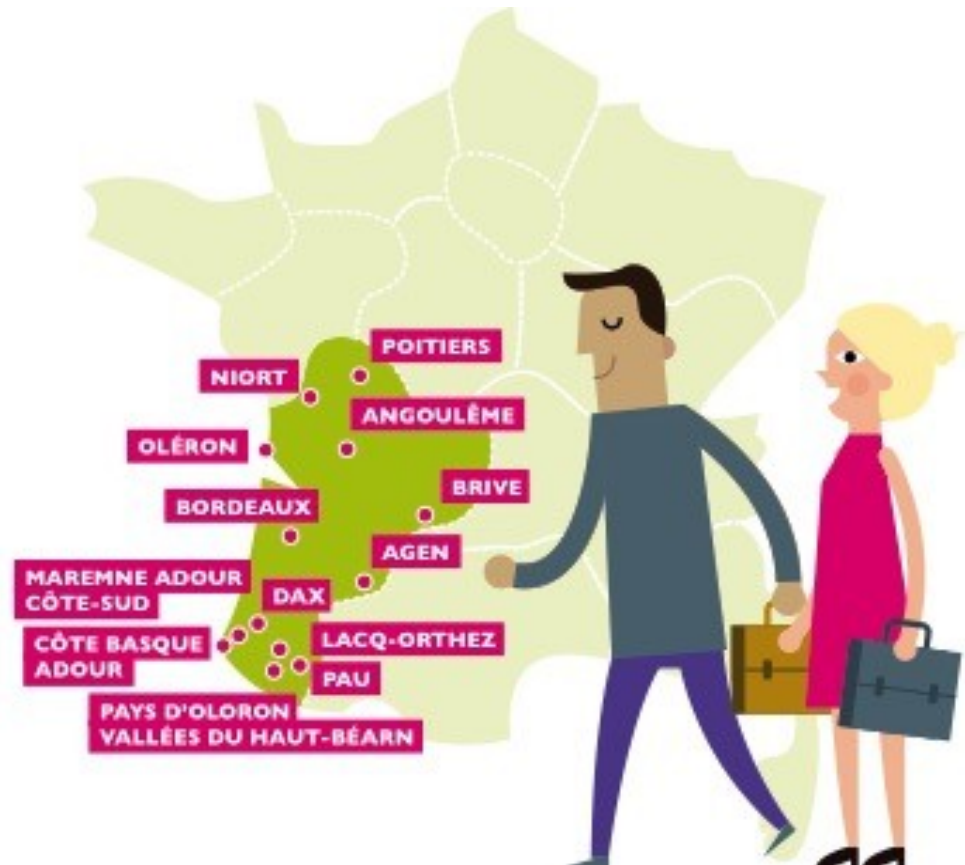 POITIERS
NIORT
ANGOULÊME
OLÉRON
BRIVE
BORDEAUX
AGEN
MAREMNE ADOUR
CÔTE-SUD
DAX
CÔTE BASQUE
ADOUR
LACQ-ORTHEZ
PAU
PAYS D'OLORON
VALLÉES DU HAUT-BÉARN